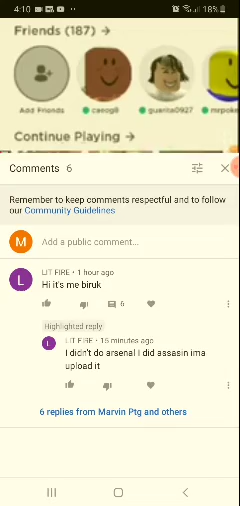 4:10 18%
Friends (187) →
Add Friends caeog8 guarita0927 mrpoke
Continue Playing →
Comments 6
Remember to keep comments respectful and to follow
our Community Guidelines
M Add a public comment...
L LIT FIRE • 1 hour ago
Hi it's me biruk
6
Highlighted reply
L LIT FIRE • 15 minutes ago
I didn't do arsenal I did assasin ima
upload it
6 replies from Marvin Ptg and others